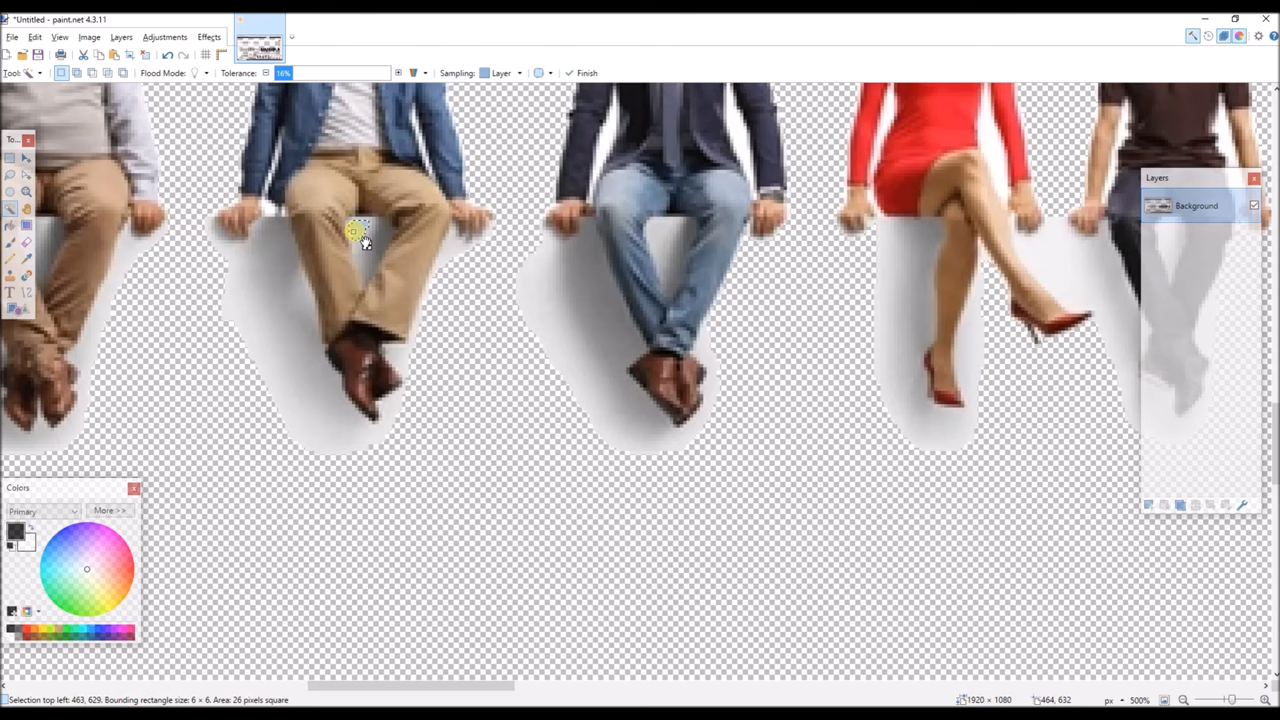 *Untitled - paint.net 4.3.11
File Edit View Image Layers Adjustments Effects
Tool: Flood Mode: Tolerance: 16% Sampling: Layer Finish
To...
Layers
Background
Colors
Primary More >>
Selection top left: 463, 629. Bounding rectangle size: 6 × 6. Area: 26 pixels square 1920 × 1080 464, 632 px 500%